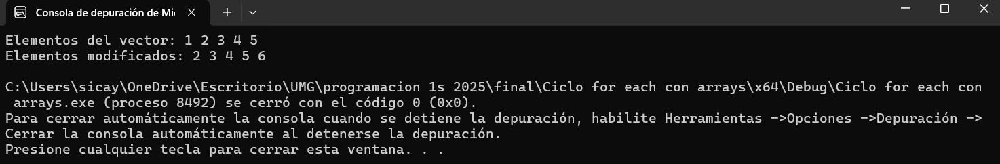 Consola de depuración de Mi
Elementos del vector: 1 2 3 4 5
Elementos modificados: 2 3 4 5 6
C:\Users\sicay\OneDrive\Escritorio\UMG\programacion 1s 2025\final\Ciclo for each con arrays\x64\Debug\Ciclo for each con
arrays.exe (proceso 8492) se cerró con el código 0 (0x0).
Para cerrar automáticamente la consola cuando se detiene la depuración, habilite Herramientas ->Opciones ->Depuración ->
Cerrar la consola automáticamente al detenerse la depuración.
Presione cualquier tecla para cerrar esta ventana. . .